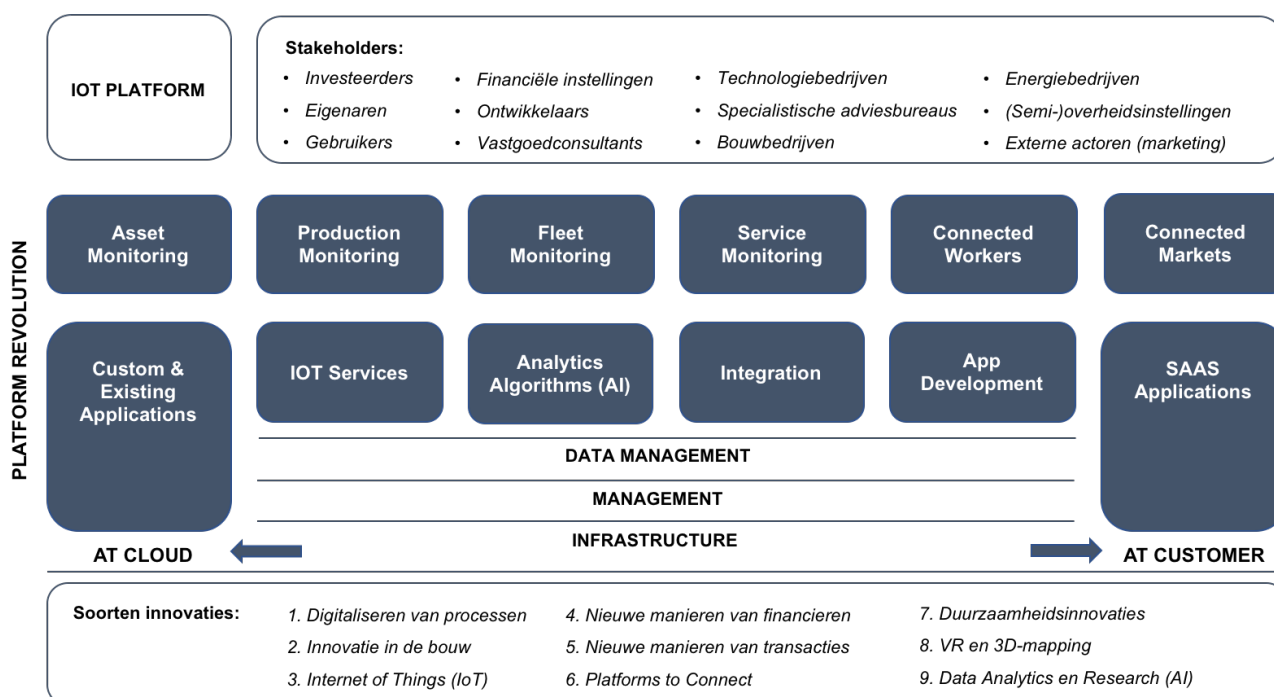 IOT PLATFORM
Stakeholders:
• Investeerders
• Eigenaren
• Gebruikers
• Financiële instellingen
• Ontwikkelaars
• Vastgoedconsultants
• Technologiebedrijven
• Specialistische adviesbureaus
• Bouwbedrijven
• Energiebedrijven
• (Semi-)overheidsinstellingen
• Externe actoren (marketing)
PLATFORM REVOLUTION
Asset
Monitoring
Production
Monitoring
Fleet
Monitoring
Service
Monitoring
Connected
Workers
Connected
Markets
Custom &
Existing
Applications
IOT Services
Analytics
Algorithms (AI)
Integration
App
Development
SAAS
Applications
DATA MANAGEMENT
MANAGEMENT
INFRASTRUCTURE
AT CLOUD
AT CUSTOMER
Soorten innovaties:
1. Digitaliseren van processen
2. Innovatie in de bouw
3. Internet of Things (IoT)
4. Nieuwe manieren van financieren
5. Nieuwe manieren van transacties
6. Platforms to Connect
7. Duurzaamheidsinnovaties
8. VR en 3D-mapping
9. Data Analytics en Research (AI)